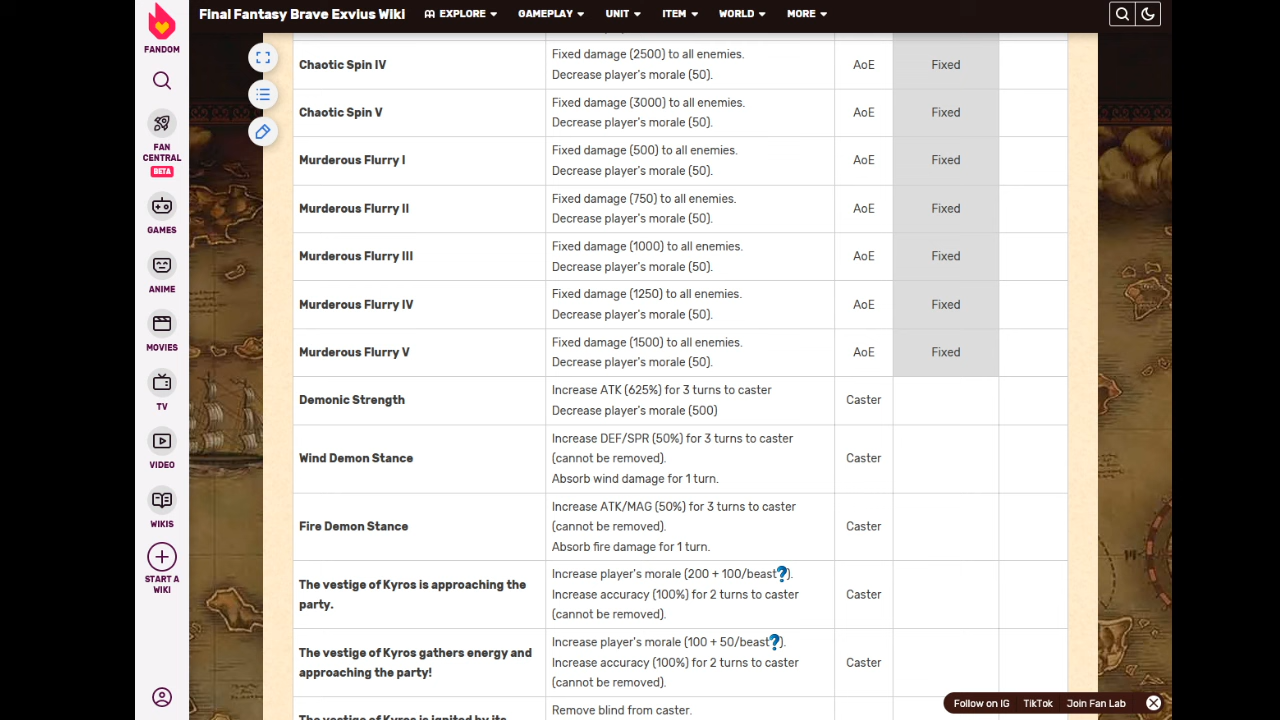 Final Fantasy Brave Exvius Wiki
EXPLORE
GAMEPLAY
UNIT
ITEM
WORLD
MORE
FANDOM
FAN
CENTRAL
BETA
GAMES
ANIME
MOVIES
TV
VIDEO
WIKIS
START A
WIKI
Chaotic Spin IV
Fixed damage (2500) to all enemies.
Decrease player's morale (50).
AoE
Fixed
Chaotic Spin V
Fixed damage (3000) to all enemies.
Decrease player's morale (50).
AoE
Fixed
Murderous Flurry I
Fixed damage (500) to all enemies.
Decrease player's morale (50).
AoE
Fixed
Murderous Flurry II
Fixed damage (750) to all enemies.
Decrease player's morale (50).
AoE
Fixed
Murderous Flurry III
Fixed damage (1000) to all enemies.
Decrease player's morale (50).
AoE
Fixed
Murderous Flurry IV
Fixed damage (1250) to all enemies.
Decrease player's morale (50).
AoE
Fixed
Murderous Flurry V
Fixed damage (1500) to all enemies.
Decrease player's morale (50).
AoE
Fixed
Demonic Strength
Increase ATK (625%) for 3 turns to caster
Decrease player's morale (500)
Caster
Wind Demon Stance
Increase DEF/SPR (50%) for 3 turns to caster
(cannot be removed).
Absorb wind damage for 1 turn.
Caster
Fire Demon Stance
Increase ATK/MAG (50%) for 3 turns to caster
(cannot be removed).
Absorb fire damage for 1 turn.
Caster
The vestige of Kyros is approaching the
party.
Increase player's morale (200 + 100/beast?).
Increase accuracy (100%) for 2 turns to caster
(cannot be removed).
Caster
The vestige of Kyros gathers energy and
approaching the party!
Increase player's morale (100 + 50/beast?).
Increase accuracy (100%) for 2 turns to caster
(cannot be removed).
Caster
The vestige of Kyros is ignited by its
Remove blind from caster.
Follow on IG
TikTok
Join Fan Lab